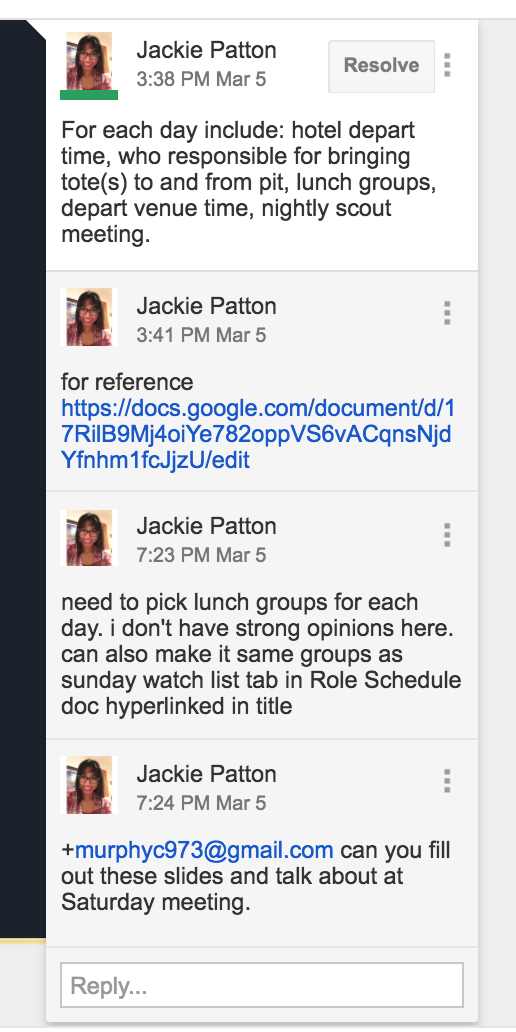 Jackie Patton
3:38 PM Mar 5
Resolve
For each day include: hotel depart
time, who responsible for bringing
tote(s) to and from pit, lunch groups,
depart venue time, nightly scout
meeting.
Jackie Patton
3:41 PM Mar 5
for reference
https://docs.google.com/document/d/1
7RilB9Mj4oiYe782oppVS6vACqnsNjd
Yfnhm1fcJjzU/edit
Jackie Patton
7:23 PM Mar 5
need to pick lunch groups for each
day. i don't have strong opinions here.
can also make it same groups as
sunday watch list tab in Role Schedule
doc hyperlinked in title
Jackie Patton
7:24 PM Mar 5
+murphyc973@gmail.com can you fill
out these slides and talk about at
Saturday meeting.
Reply...